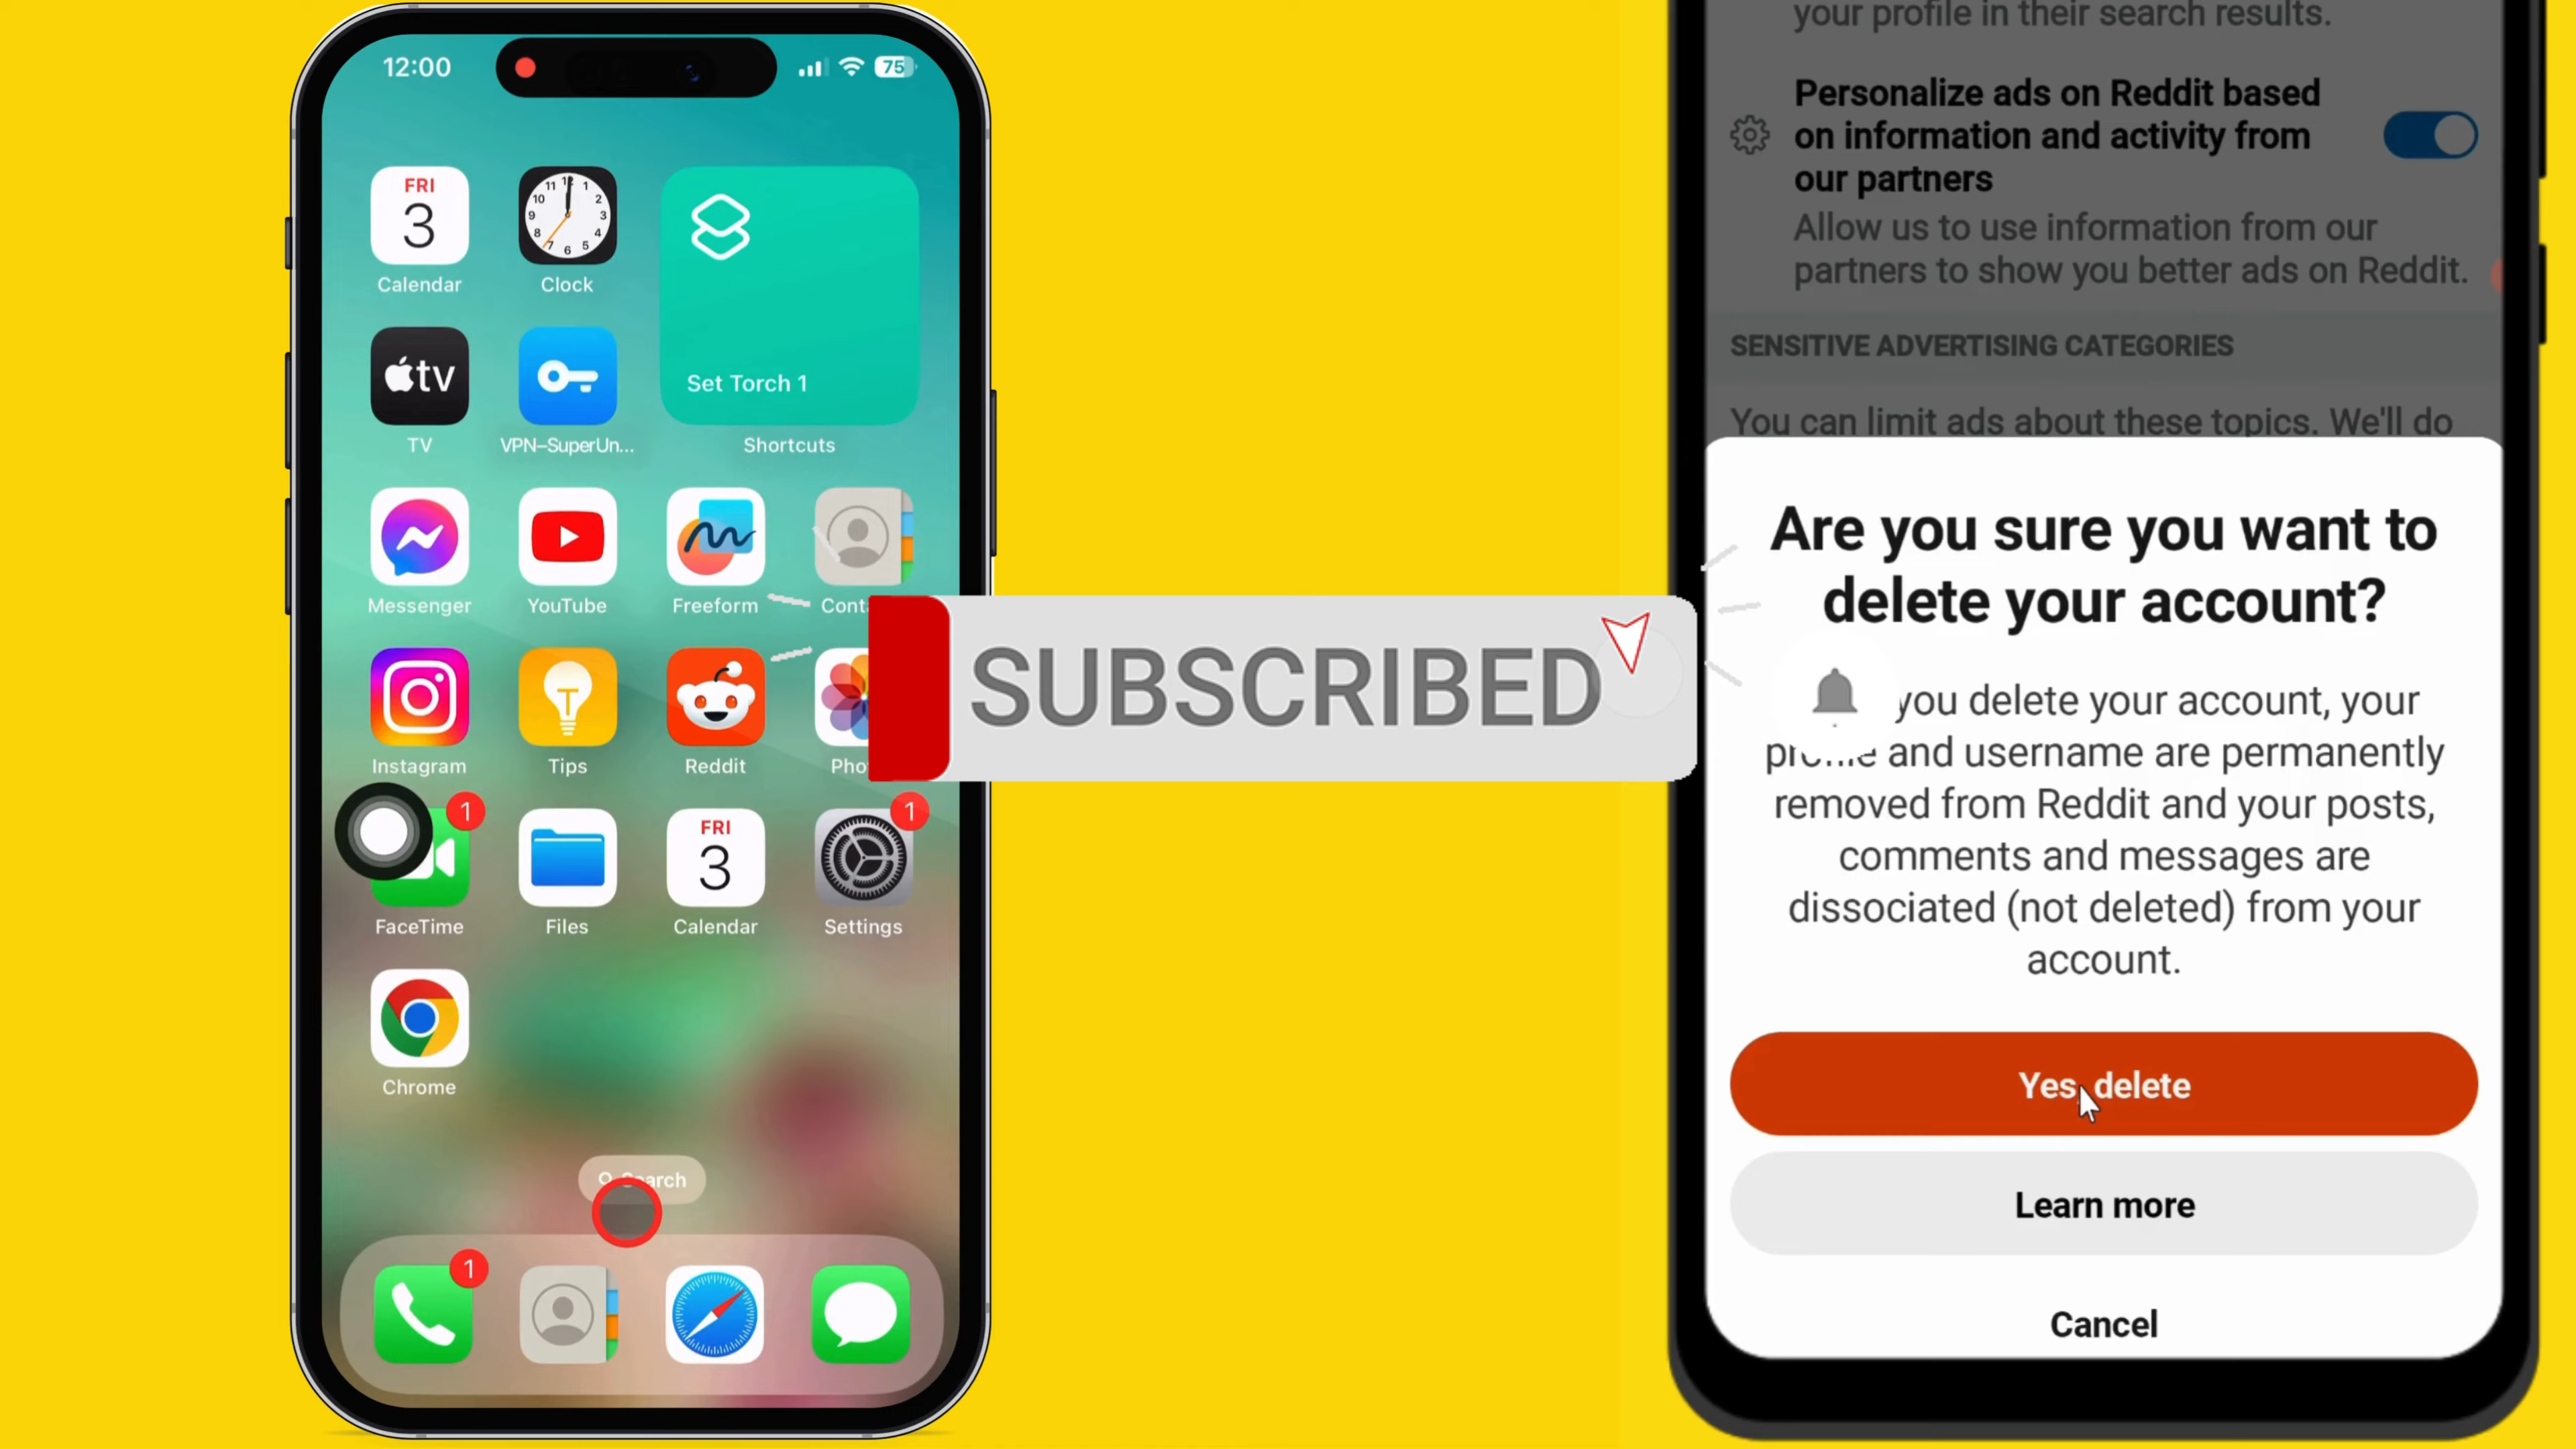 12:00
75
FRI
3
Calendar
Clock
Set Torch 1
tv
TV
VPN–SuperUn...
Shortcuts
Messenger
YouTube
Freeform
Instagram
Tips
Reddit
1
FRI
3
1
FaceTime
Files
Calendar
Settings
Chrome
1
SUBSCRIBED
your profile in their search results.
Personalize ads on Reddit based
on information and activity from
our partners
Allow us to use information from our
partners to show you better ads on Reddit.
SENSITIVE ADVERTISING CATEGORIES
You can limit ads about these topics. We'll do
Are you sure you want to
delete your account?
you delete your account, your
and username are permanently
removed from Reddit and your posts,
comments and messages are
dissociated (not deleted) from your
account.
Yes, delete
Learn more
Cancel